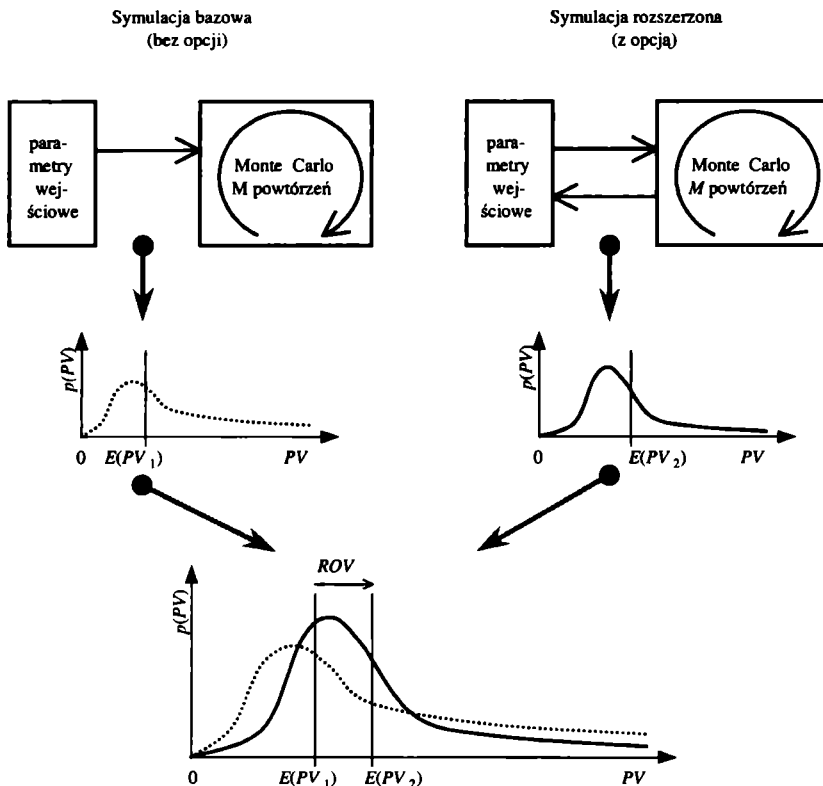 Symulacja bazowa
(bez opcji)
Symulacja rozszerzona
(z opcją)
para-
metry
wej-
ściowe
Monte Carlo
M powtórzeń
para-
metry
wej-
ściowe
Monte Carlo
M powtórzeń
p(PV)
0
E(PV₁)
PV
p(PV)
0
E(PV₂)
PV
ROV
p(PV)
0
E(PV₁)
E(PV₂)
PV